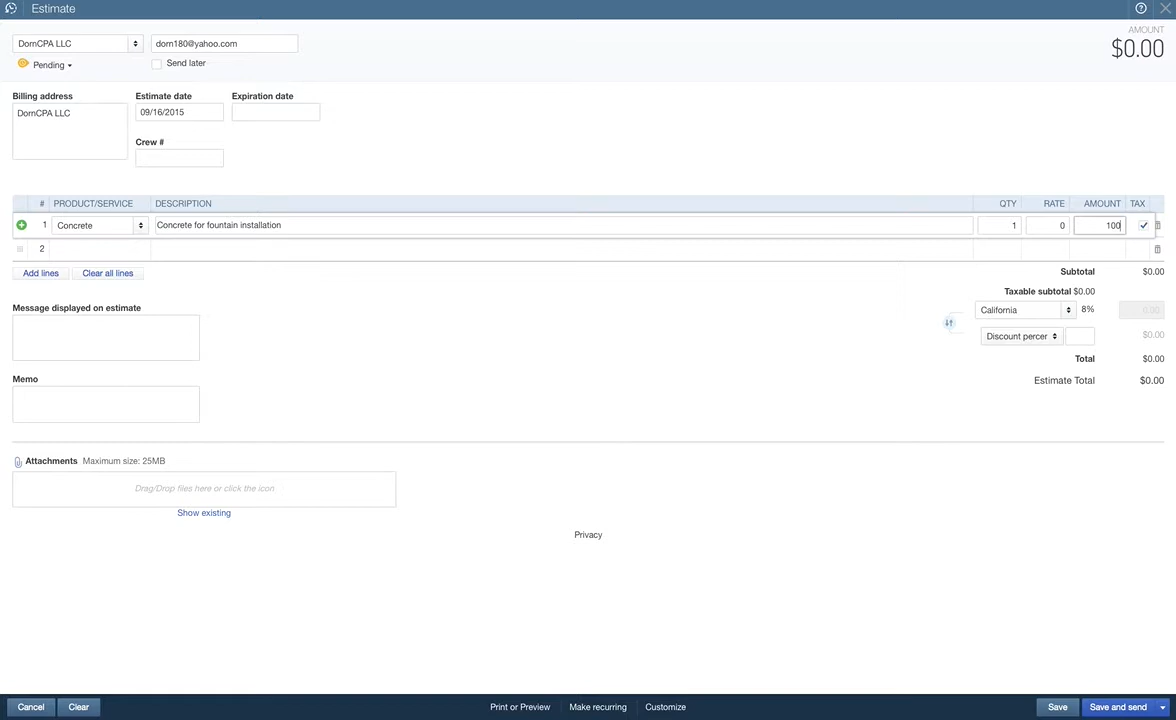 Estimate
AMOUNT
$0.00
DornCPA LLC dorn180@yahoo.com
Pending Send later
Billing address Estimate date Expiration date
DornCPA LLC 09/16/2015
Crew #
# PRODUCT/SERVICE DESCRIPTION QTY RATE AMOUNT TAX
1 Concrete Concrete for fountain installation 1 0 100
2
Add lines Clear all lines Subtotal $0.00
Taxable subtotal $0.00
Message displayed on estimate California 8% 0.00
Discount percer $0.00
Total $0.00
Memo Estimate Total $0.00
Attachments Maximum size: 25MB
Drag/Drop files here or click the icon
Show existing
Privacy
Cancel Clear Print or Preview Make recurring Customize Save Save and send